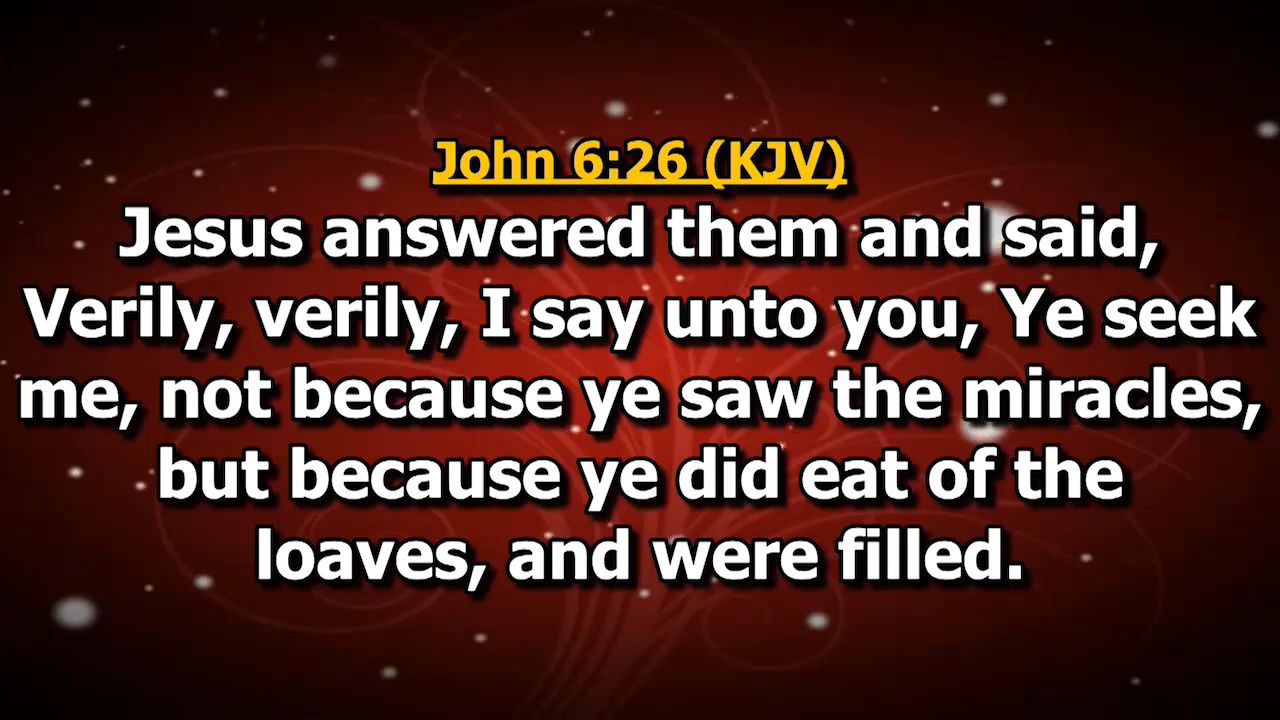 John 6:26 (KJV)
Jesus answered them and said,
Verily, verily, I say unto you, Ye seek
me, not because ye saw the miracles,
but because ye did eat of the
loaves, and were filled.